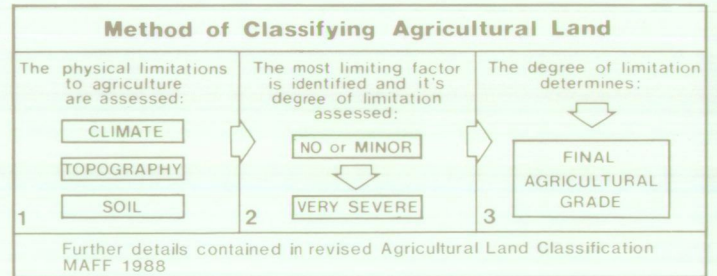 Method of Classifying Agricultural Land
The physical limitations
to agriculture
are assessed:
CLIMATE
TOPOGRAPHY
SOIL
1
The most limiting factor
is identified and it's
degree of limitation
assessed:
NO or MINOR
VERY SEVERE
2
The degree of limitation
determines:
FINAL
AGRICULTURAL
GRADE
3
Further details contained in revised Agricultural Land Classification
MAFF 1988